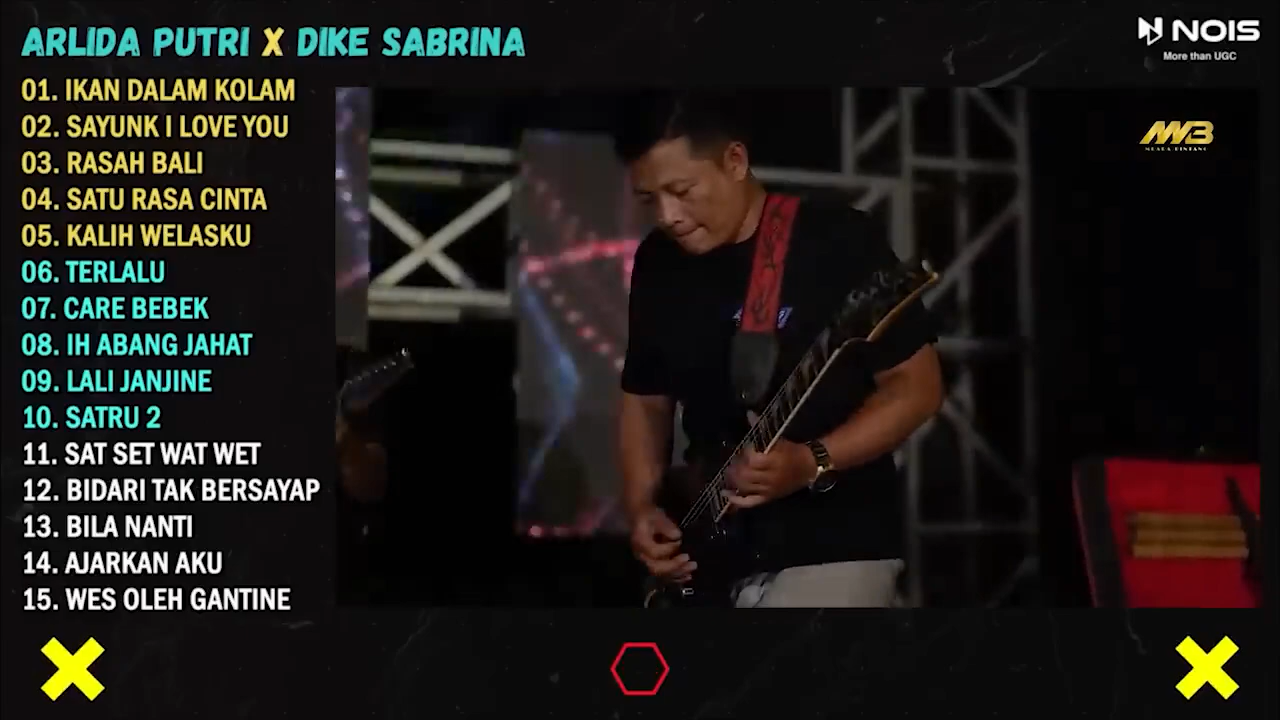 ARLIDA PUTRI X DIKE SABRINA
01. IKAN DALAM KOLAM
02. SAYUNK I LOVE YOU
03. RASAH BALI
04. SATU RASA CINTA
05. KALIH WELASKU
06. TERLALU
07. CARE BEBEK
08. IH ABANG JAHAT
09. LALI JANJINE
10. SATRU 2
11. SAT SET WAT WET
12. BIDARI TAK BERSAYAP
13. BILA NANTI
14. AJARKAN AKU
15. WES OLEH GANTINE
NOIS
More than UGC
MB
MUARA BINTANG